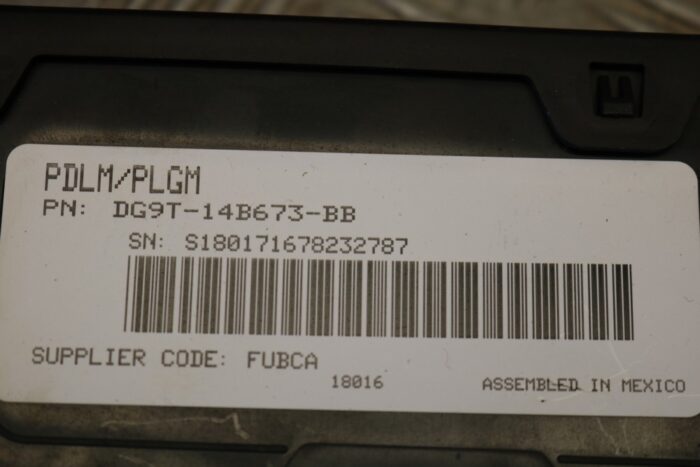 PDLM/PLGM
PN: DG9T-14B673-BB
SN: S180171678232787
SUPPLIER CODE: FUBCA
18016 ASSEMBLED IN MEXICO